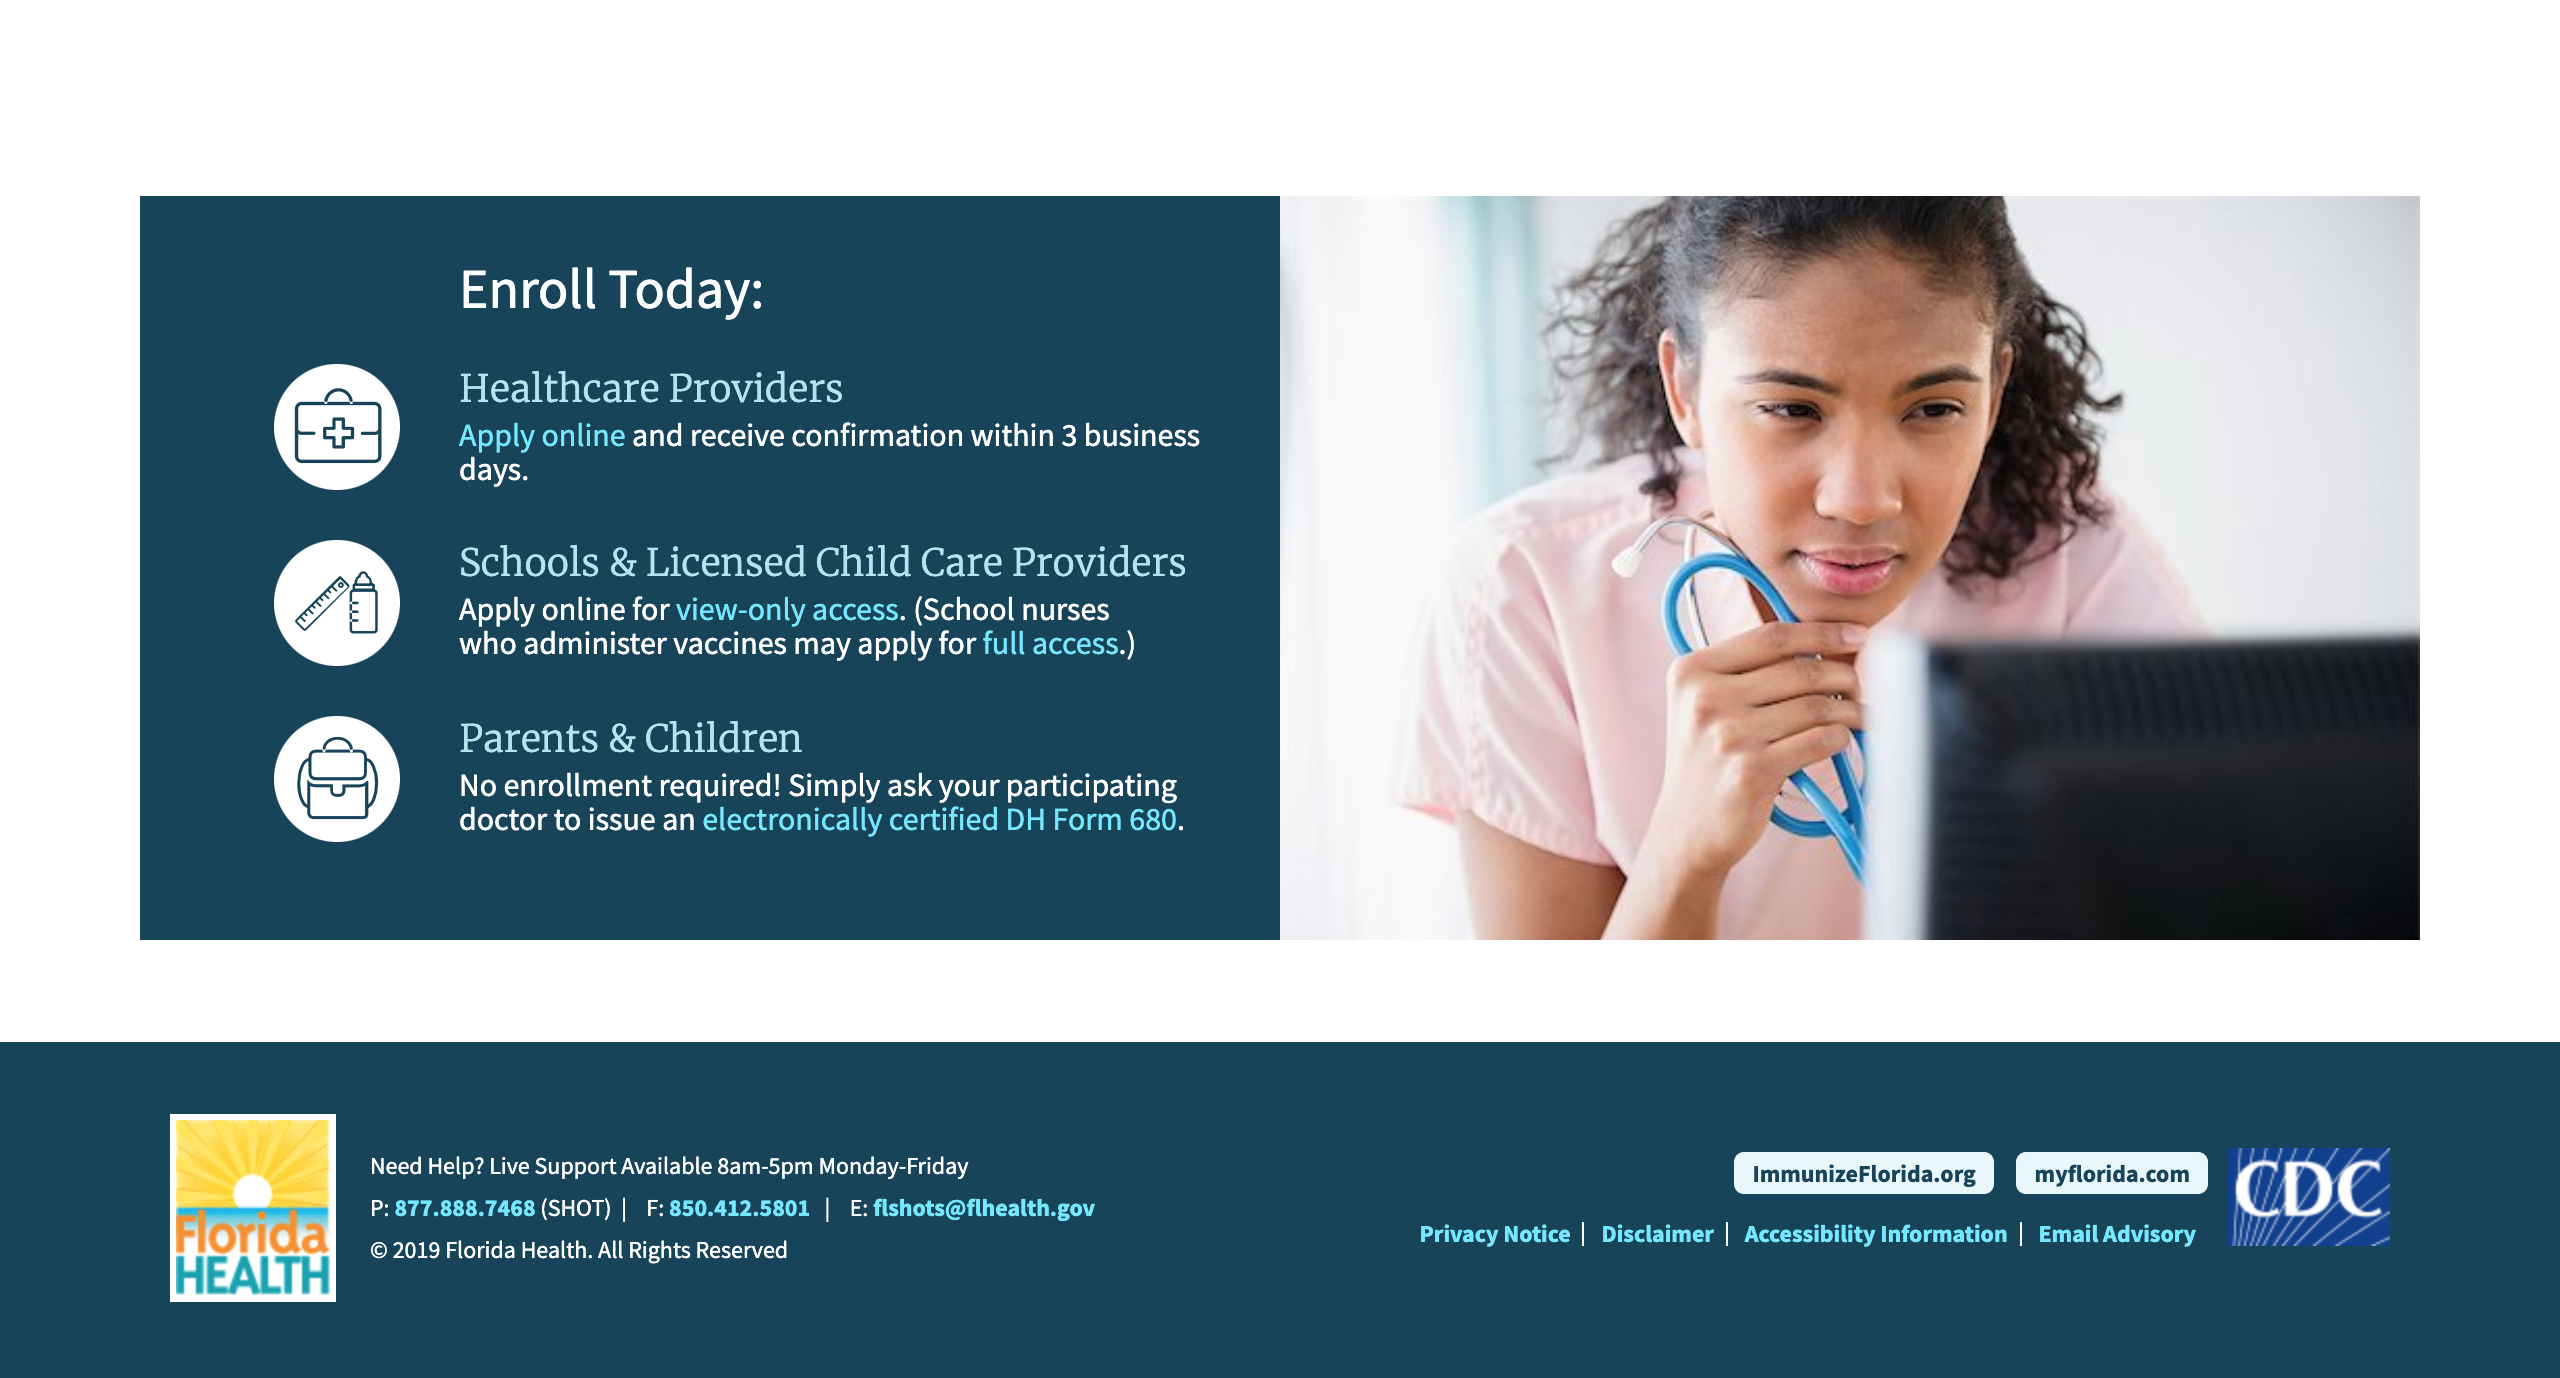 Enroll Today:
Healthcare Providers
Apply online and receive confirmation within 3 business
days.
Schools & Licensed Child Care Providers
Apply online for view-only access. (School nurses
who administer vaccines may apply for full access.)
Parents & Children
No enrollment required! Simply ask your participating
doctor to issue an electronically certified DH Form 680.
Florida
HEALTH
Need Help? Live Support Available 8am-5pm Monday-Friday
P: 877.888.7468 (SHOT) | F: 850.412.5801 | E: flshots@flhealth.gov
© 2019 Florida Health. All Rights Reserved
ImmunizeFlorida.org myflorida.com
Privacy Notice | Disclaimer | Accessibility Information | Email Advisory
CDC